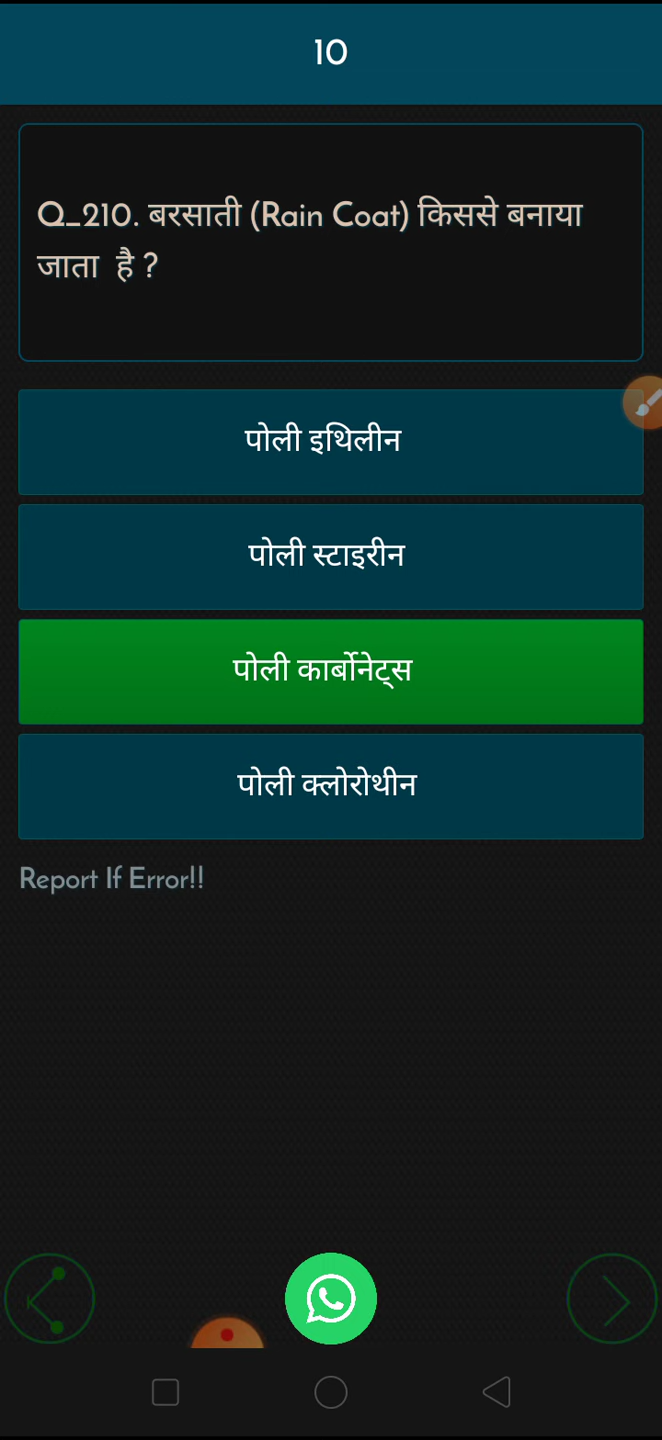 10
Q_210. बरसाती (Rain Coat) किससे बनाया
जाता है ?
पोली इथिलीन
पोली स्टाइरीन
पोली कार्बोनेट्स
पोली क्लोरोथीन
Report If Error!!